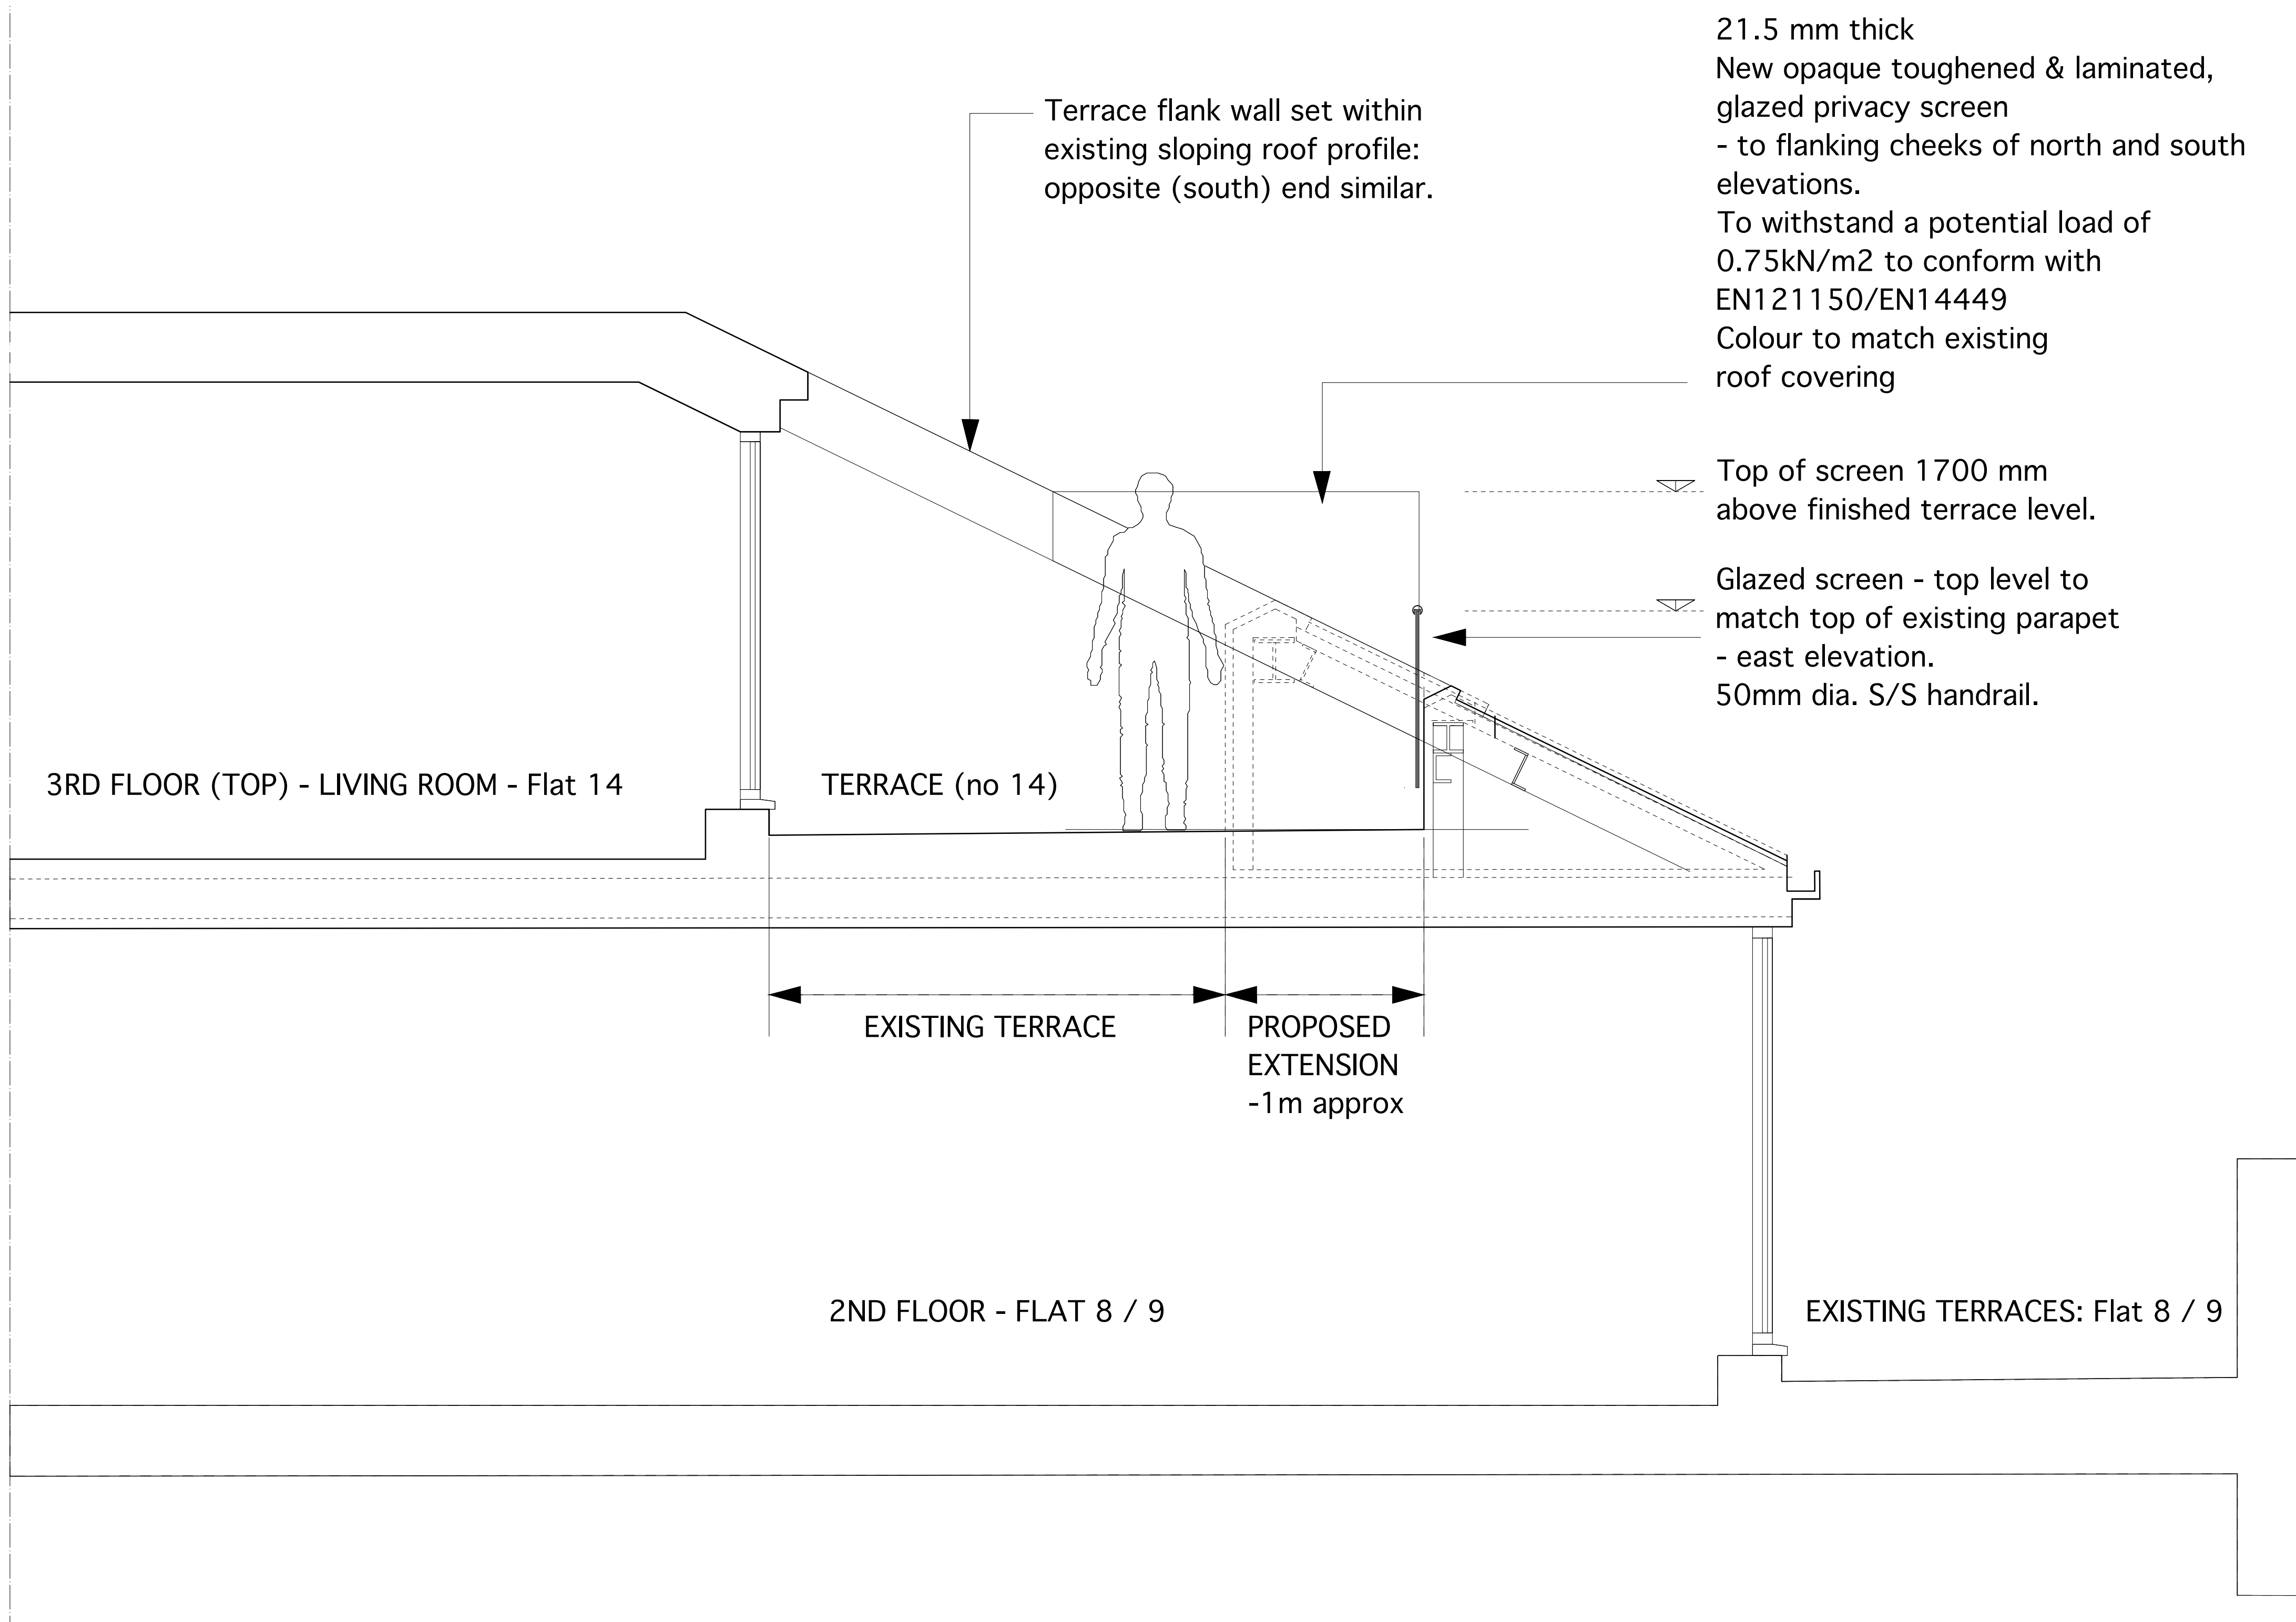 21.5 mm thick
New opaque toughened & laminated,
glazed privacy screen
- to flanking cheeks of north and south
elevations.
To withstand a potential load of
0.75kN/m2 to conform with
EN121150/EN14449
Colour to match existing
roof covering
Terrace flank wall set within
existing sloping roof profile:
opposite (south) end similar.
Top of screen 1700 mm
above finished terrace level.
Glazed screen - top level to
match top of existing parapet
- east elevation.
50mm dia. S/S handrail.
3RD FLOOR (TOP) - LIVING ROOM - Flat 14
TERRACE (no 14)
EXISTING TERRACE
PROPOSED
EXTENSION
-1m approx
2ND FLOOR - FLAT 8 / 9
EXISTING TERRACES: Flat 8 / 9